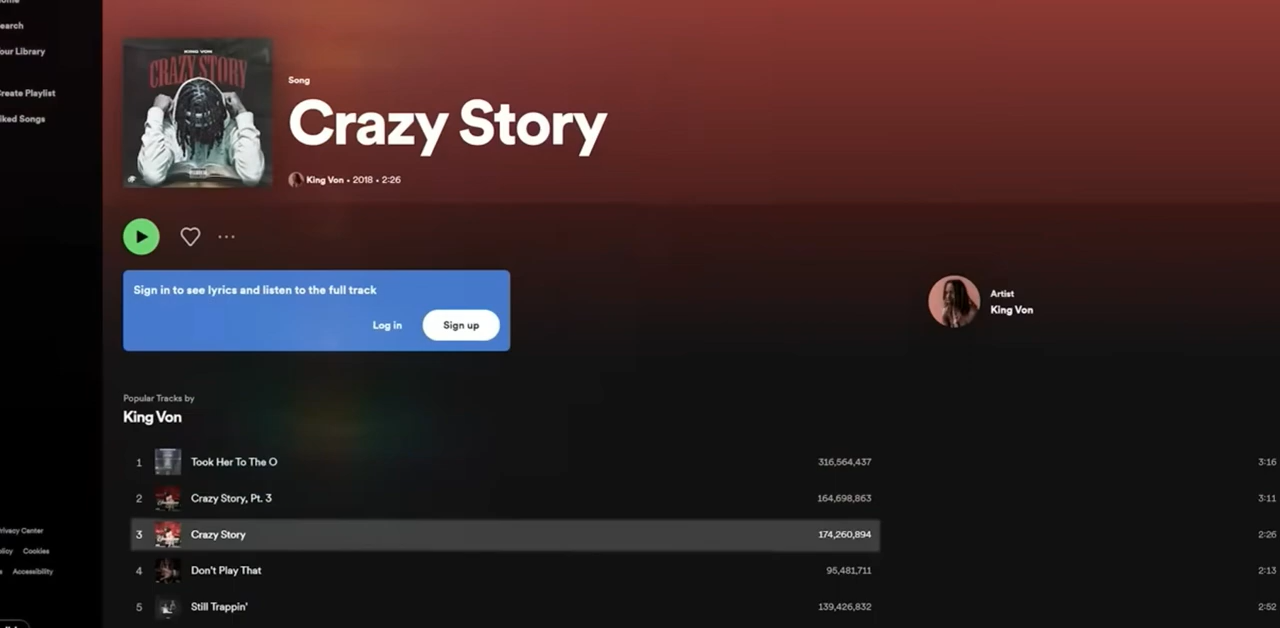 ome
earch
our Library
reate Playlist
iked Songs
KING VON
CRAZY STORY
Song
Crazy Story
King Von • 2018 • 2:26
Sign in to see lyrics and listen to the full track
Log in
Sign up
Artist
King Von
Popular Tracks by
King Von
1 Took Her To The O 316,564,437 3:16
2 Crazy Story, Pt. 3 164,698,863 3:11
3 Crazy Story 174,260,894 2:26
4 Don't Play That 95,481,711 2:13
5 Still Trappin' 139,426,832 2:52
rivacy Center
olicy Cookies
s Accessibility